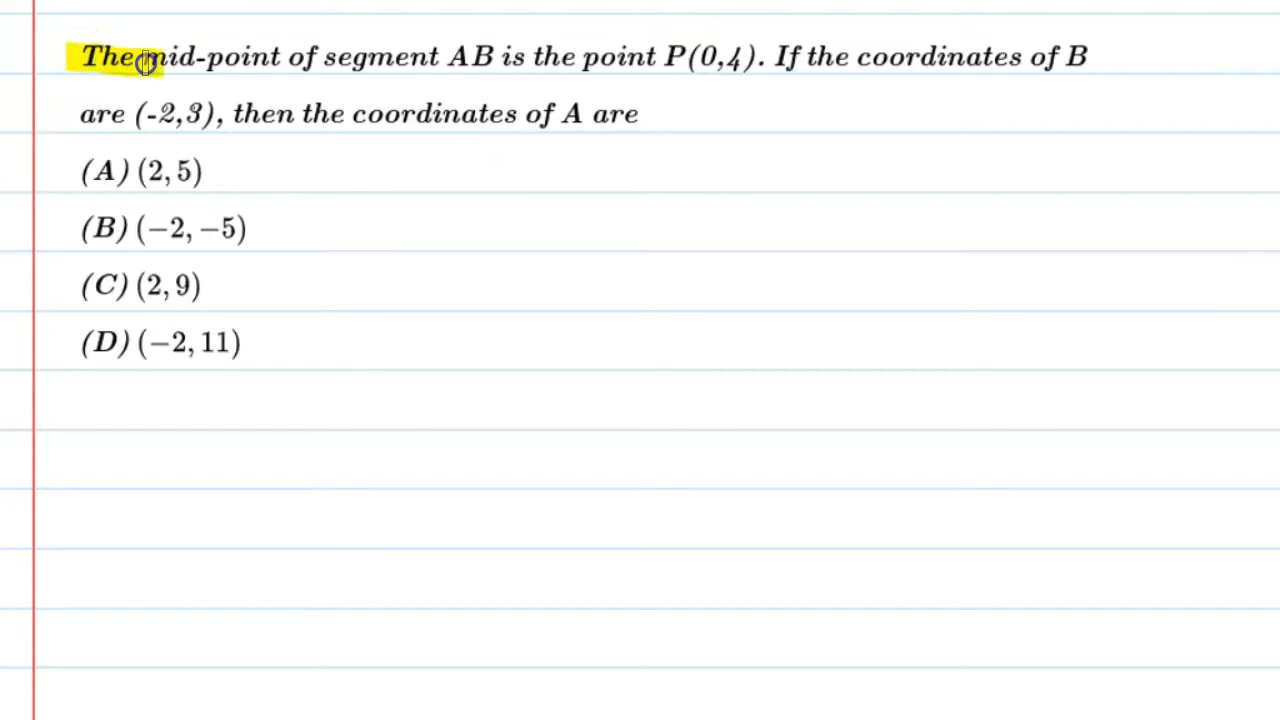 The mid-point of segment AB is the point P(0,4). If the coordinates of B
are (-2,3), then the coordinates of A are
(A) (2, 5)
(B) (−2, −5)
(C) (2, 9)
(D) (−2, 11)